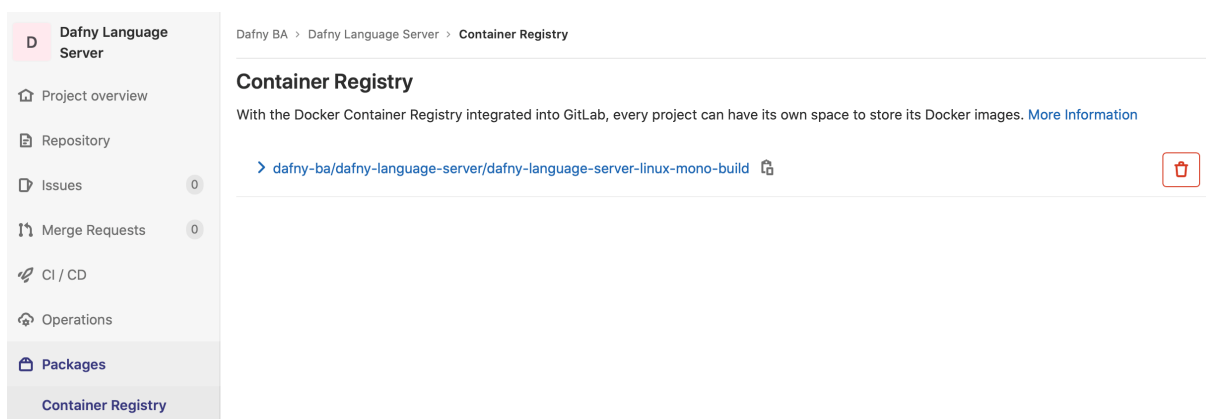 D
Dafny Language
Server
Project overview
Repository
Issues 0
Merge Requests 0
CI / CD
Operations
Packages
Container Registry
Dafny BA > Dafny Language Server > Container Registry
Container Registry
With the Docker Container Registry integrated into GitLab, every project can have its own space to store its Docker images. More Information
dafny-ba/dafny-language-server/dafny-language-server-linux-mono-build